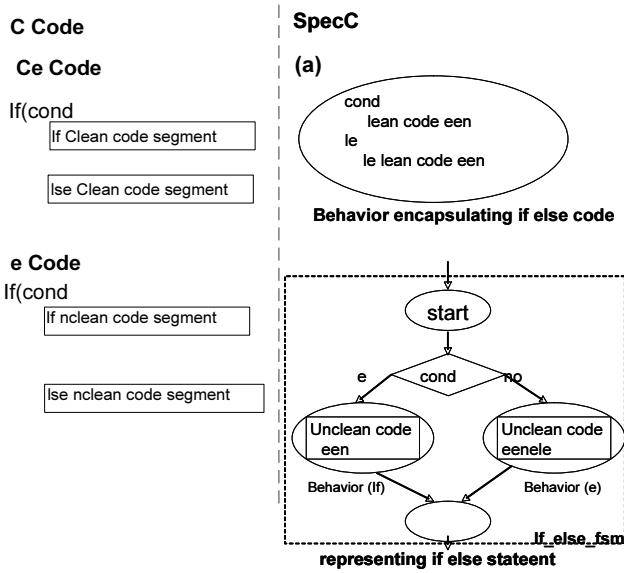 C Code
Ce Code
If(cond
If Clean code segment
lse Clean code segment
e Code
If(cond
If nclean code segment
lse nclean code segment
SpecC
(a)
cond
lean code een
le
le lean code een
Behavior encapsulating if else code
start
e
cond
no
Unclean code
een
Unclean code
eenele
Behavior (If)
Behavior (e)
If_else_fsm
representing if else stateent